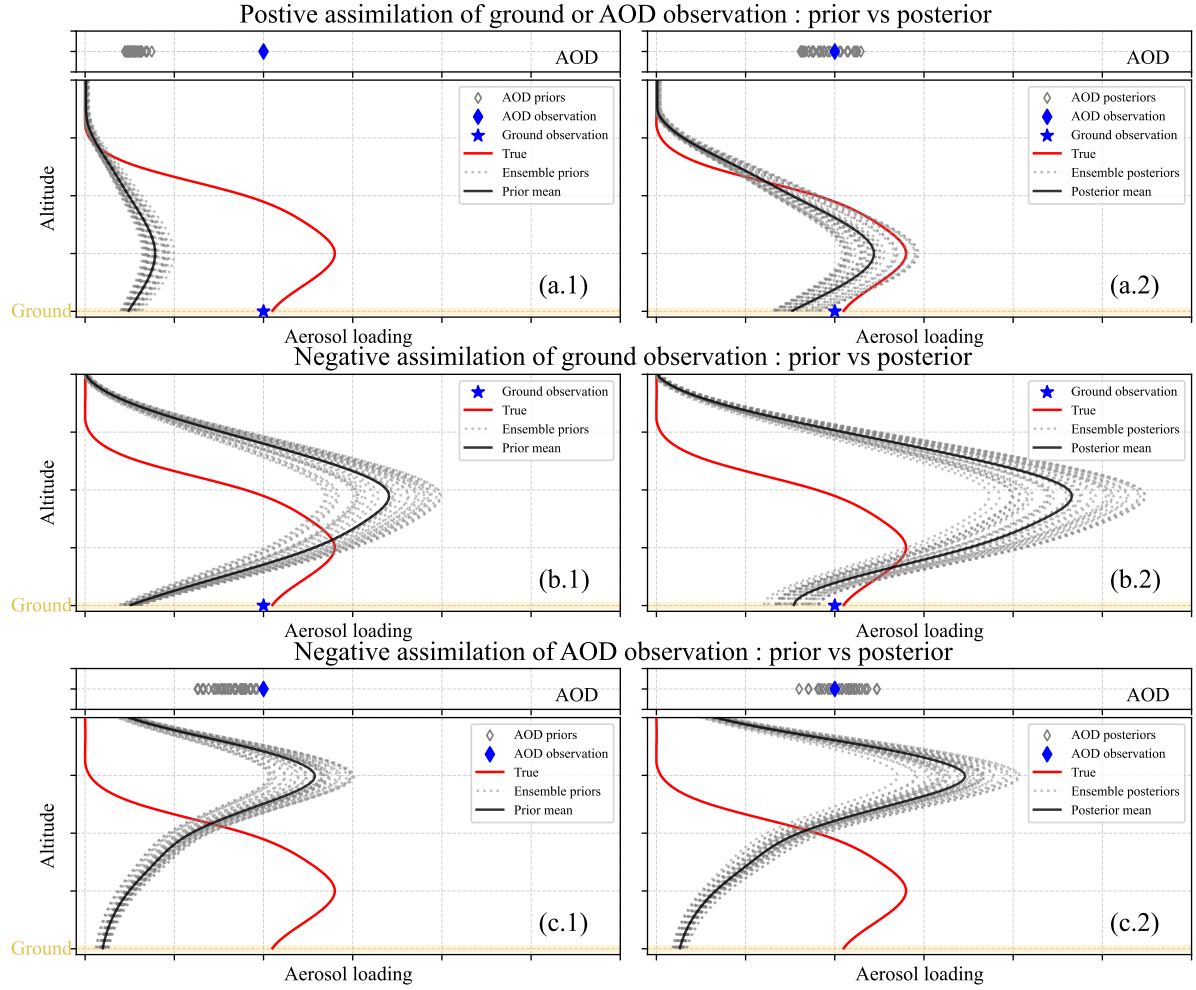 Postive assimilation of ground or AOD observation : prior vs posterior
AOD
AOD
AOD priors
AOD observation
Ground observation
True
Ensemble priors
Prior mean
Altitude
(a.1)
Ground
Aerosol loading
AOD posteriors
AOD observation
Ground observation
True
Ensemble posteriors
Posterior mean
(a.2)
Aerosol loading
Negative assimilation of ground observation : prior vs posterior
Ground observation
True
Ensemble priors
Prior mean
Altitude
(b.1)
Ground
Aerosol loading
Ground observation
True
Ensemble posteriors
Posterior mean
(b.2)
Aerosol loading
Negative assimilation of AOD observation : prior vs posterior
AOD
AOD
AOD priors
AOD observation
True
Ensemble priors
Prior mean
Altitude
(c.1)
Ground
Aerosol loading
AOD posteriors
AOD observation
True
Ensemble posteriors
Posterior mean
(c.2)
Aerosol loading